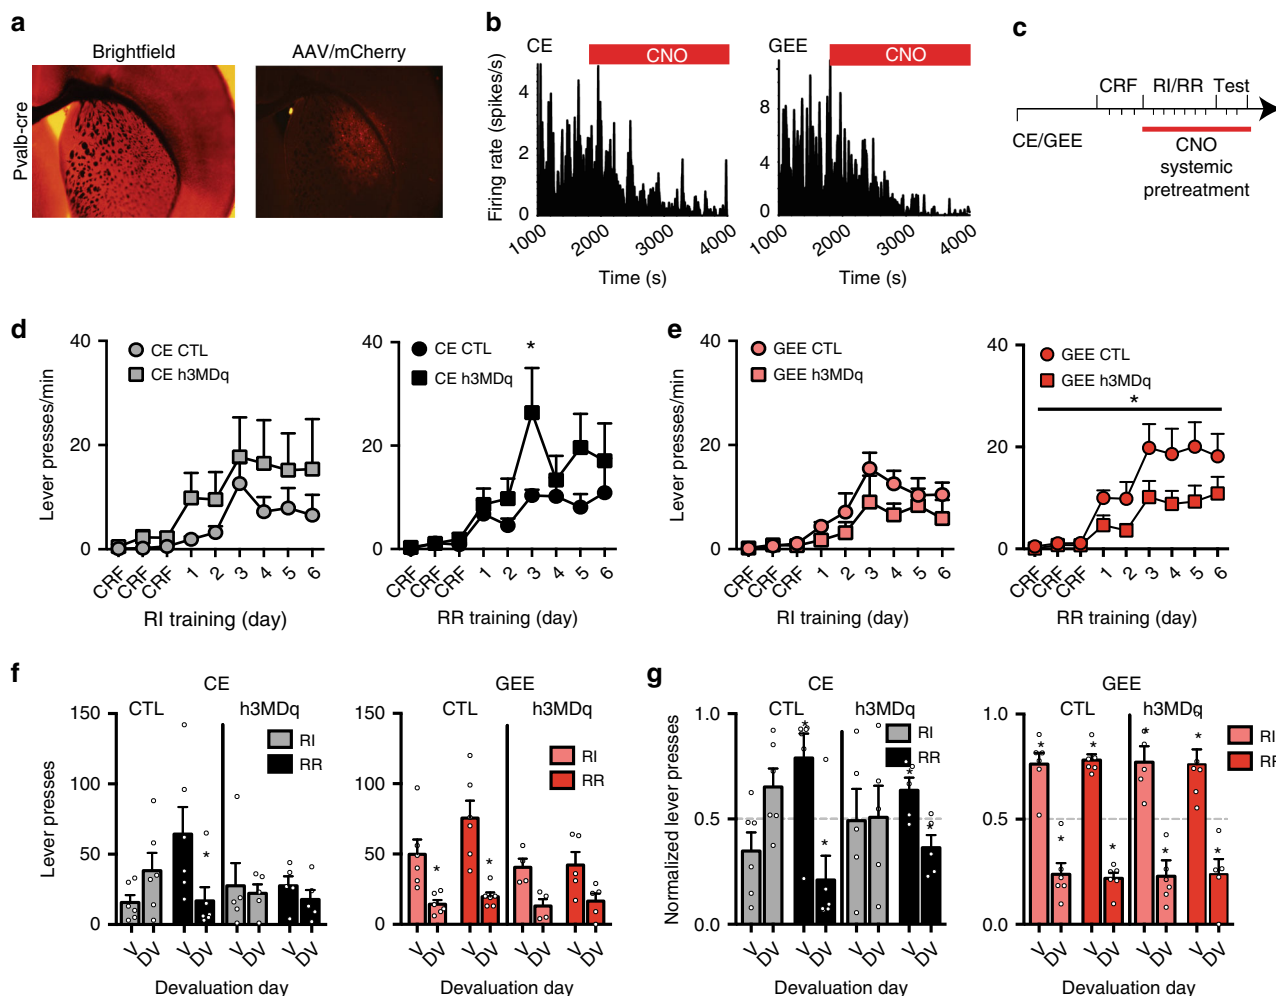 a
Brightfield
AAV/mCherry
Pvalb-cre
b
CE
CNO
GEE
CNO
Firing rate (spikes/s)
4
2
0
8
4
0
1000
2000
3000
4000
1000
2000
3000
4000
Time (s)
Time (s)
c
CRF
RI/RR
Test
CE/GEE
CNO
systemic
pretreatment
d
Lever presses/min
40
20
0
CE CTL
CE h3MDq
CRF
CRF
CRF
1
2
3
4
5
6
RI training (day)
40
20
0
CE CTL
CE h3MDq
*
CRF
CRF
CRF
1
2
3
4
5
6
RR training (day)
e
Lever presses/min
40
20
0
GEE CTL
GEE h3MDq
CRF
CRF
CRF
1
2
3
4
5
6
RI training (day)
40
20
0
GEE CTL
GEE h3MDq
*
CRF
CRF
CRF
1
2
3
4
5
6
RR training (day)
f
CE
CTL
h3MDq
Lever presses
150
100
50
0
RI
RR
*
V
DV
V
DV
V
DV
V
DV
Devaluation day
GEE
CTL
h3MDq
150
100
50
0
RI
RR
*
*
V
DV
V
DV
V
DV
V
DV
Devaluation day
g
CE
CTL
h3MDq
Normalized lever presses
1.0
0.5
0.0
RI
RR
*
*
*
*
V
DV
V
DV
V
DV
V
DV
Devaluation day
GEE
CTL
h3MDq
1.0
0.5
0.0
RI
*
*
*
*
*
*
*
*
V
DV
V
DV
V
DV
V
DV
Devaluation day